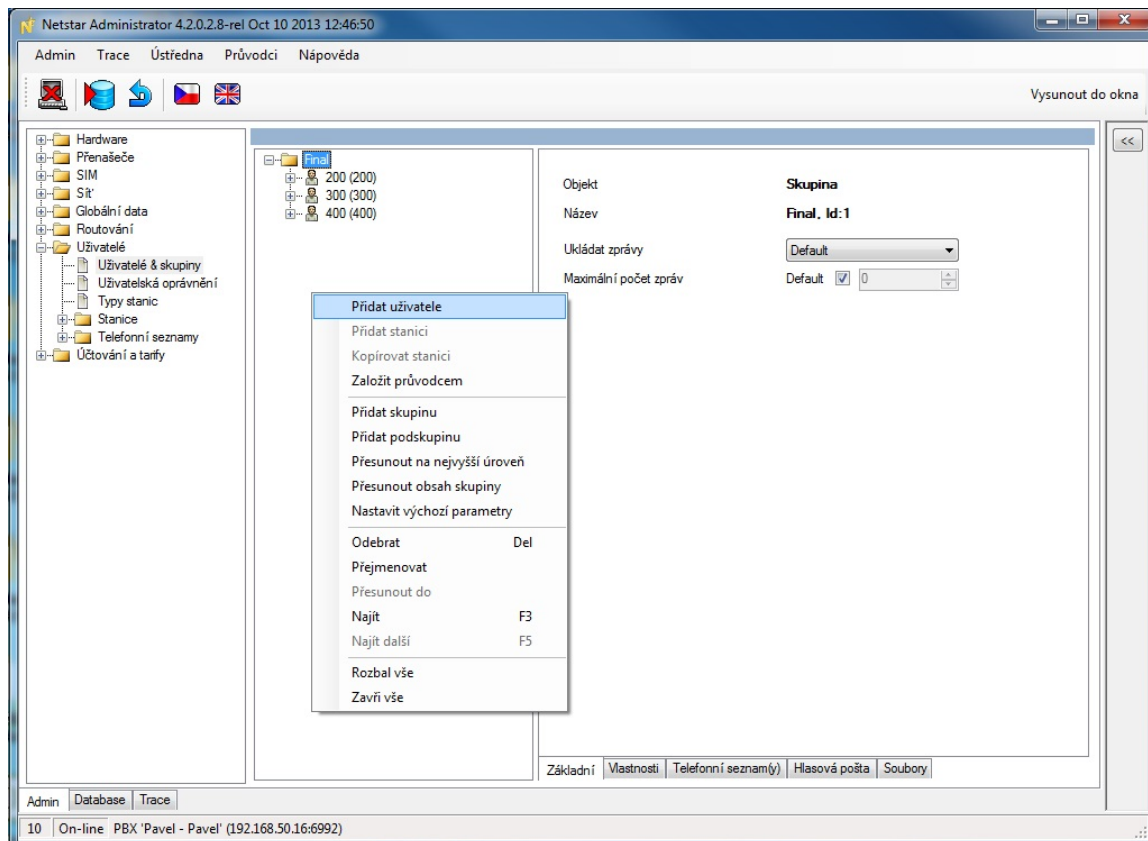 Netstar Administrator 4.2.0.2.8-rel Oct 10 2013 12:46:50
Admin Trace Ústředna Průvodci Nápověda
Vysunout do okna
<<
Hardware
Přenašeče
SIM
Síť
Globální data
Routování
Uživatelé
Uživatelé & skupiny
Uživatelská oprávnění
Typy stanic
Stanice
Telefonní seznamy
Účtování a tarify
Final
200 (200)
300 (300)
400 (400)
Přidat uživatele
Přidat stanici
Kopírovat stanici
Založit průvodcem
Přidat skupinu
Přidat podskupinu
Přesunout na nejvyšší úroveň
Přesunout obsah skupiny
Nastavit výchozí parametry
Odebrat Del
Přejmenovat
Přesunout do
Najít F3
Najít další F5
Rozbal vše
Zavři vše
Objekt Skupina
Název Final, Id:1
Ukládat zprávy Default
Maximální počet zpráv Default 0
Základní Vlastnosti Telefonní seznam(y) Hlasová pošta Soubory
Admin Database Trace
10 On-line PBX 'Pavel - Pavel' (192.168.50.16:6992)